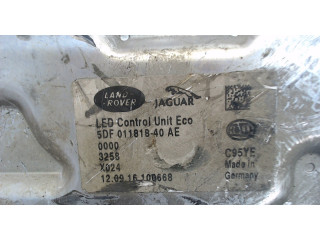 LAND
ROVER
JAGUAR
LED Control Unit Eco
5DF 011818-40 AE
0000
3258
X024
12.09.16 108668
HELLA
C95YE
Made in
Germany